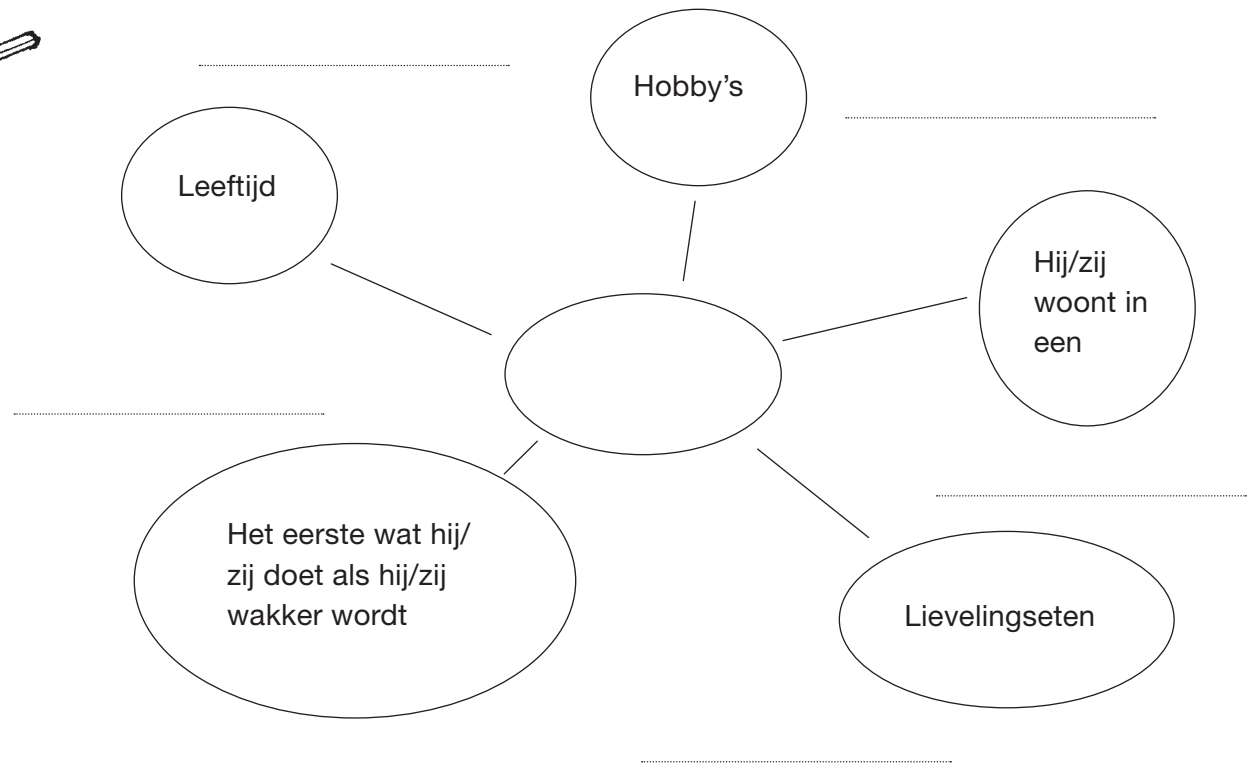 Hobby's
Leeftijd
Hij/zij
woont in
een
Het eerste wat hij/
zij doet als hij/zij
wakker wordt
Lievelingseten